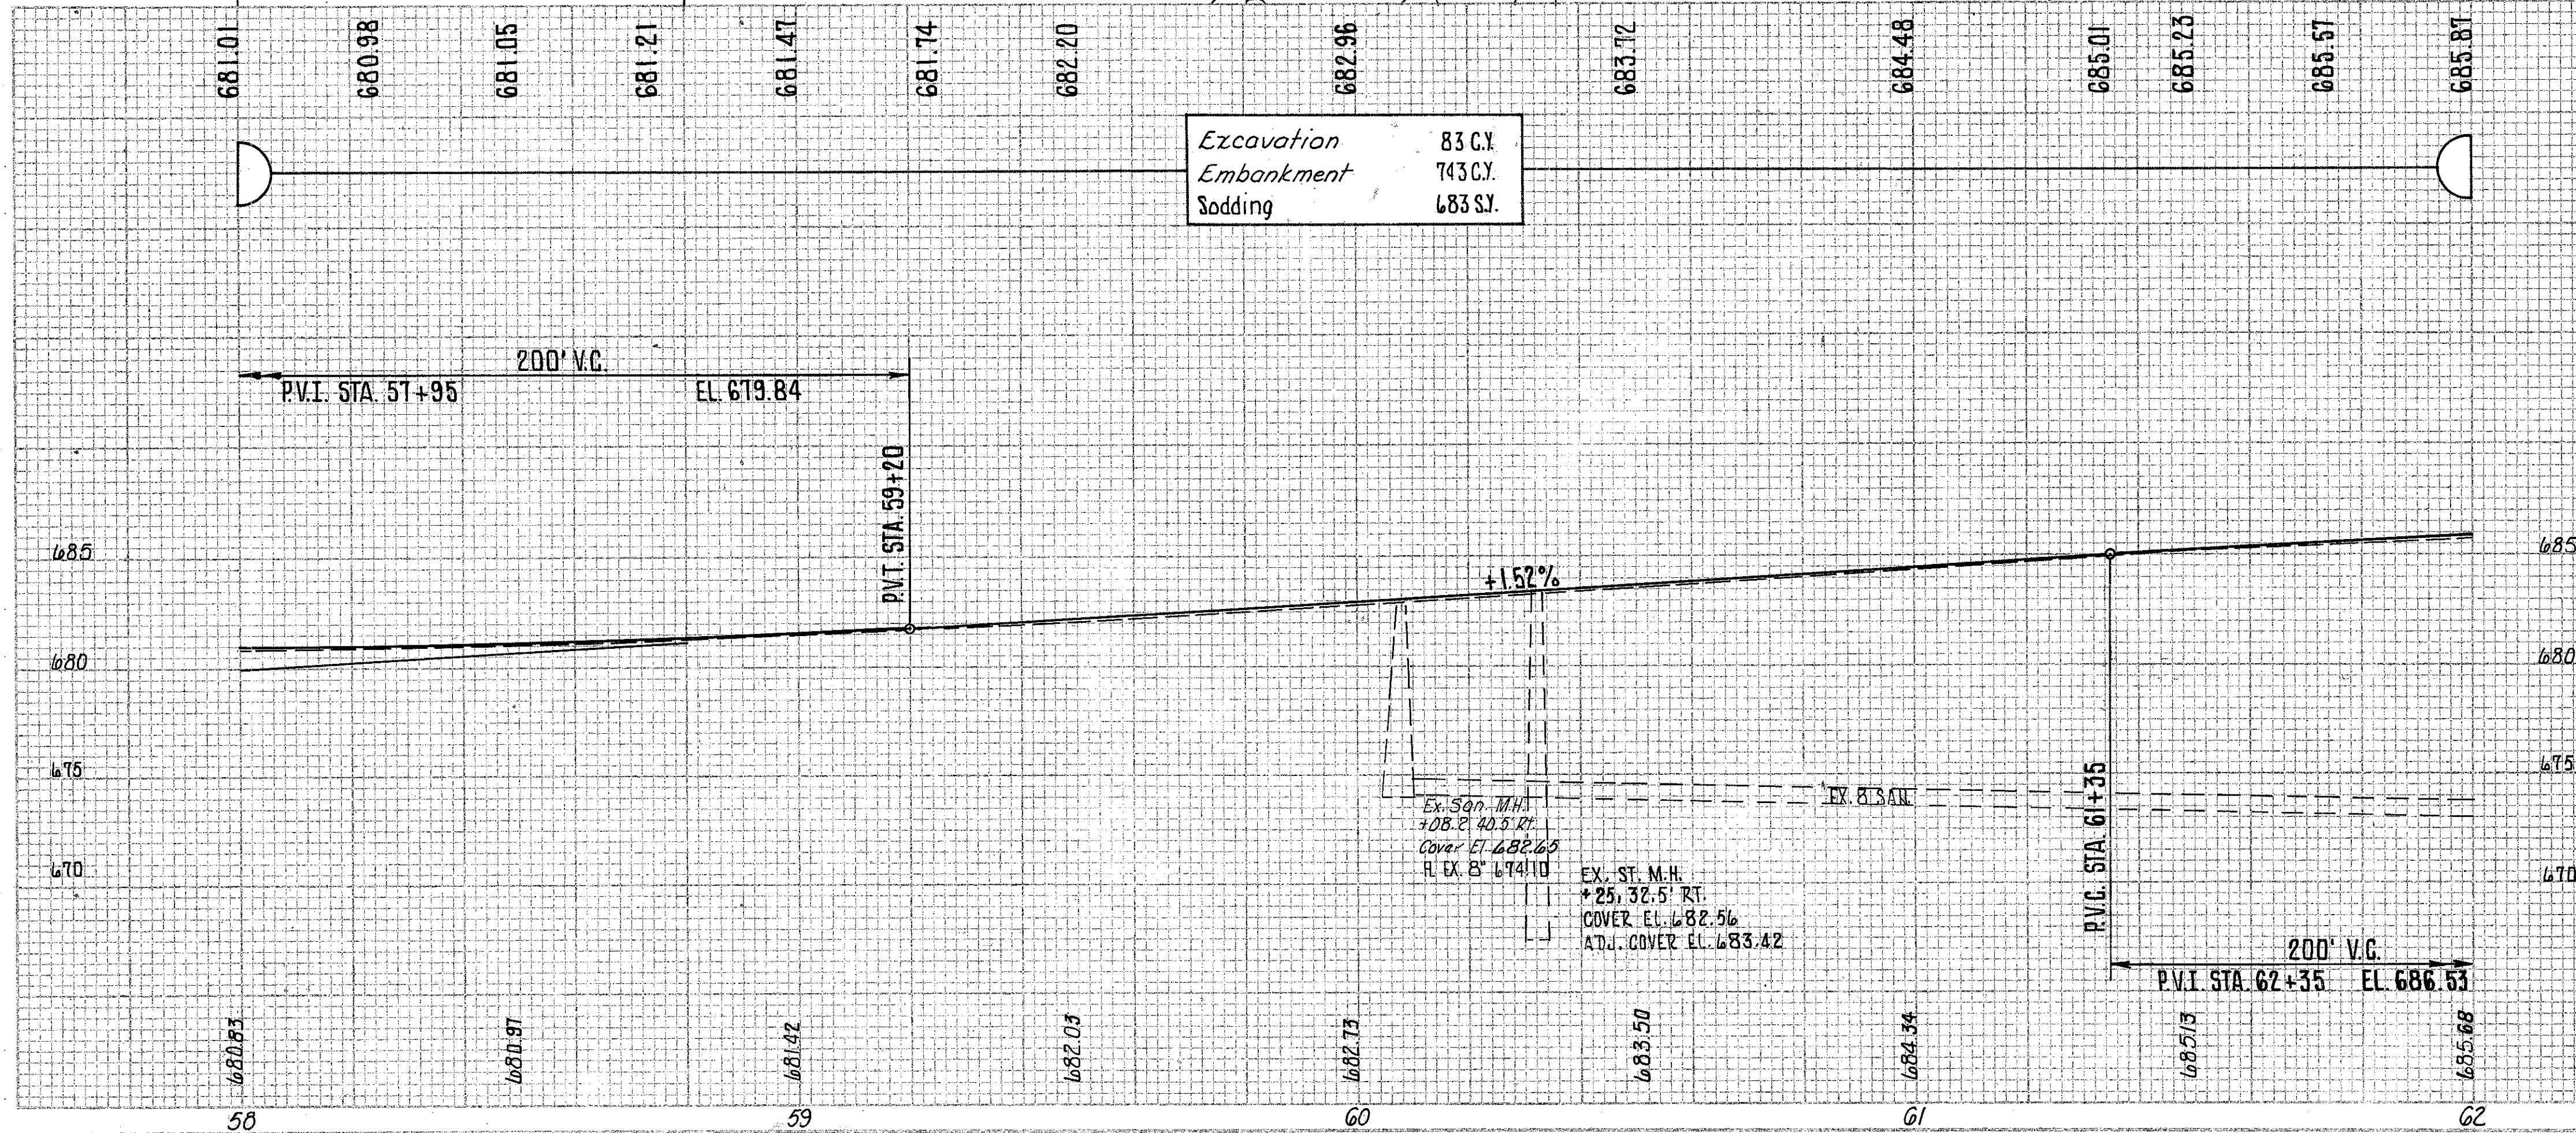 681.01
680.98
681.05
681.21
681.47
681.74
682.20
682.96
683.72
684.48
685.01
685.23
685.57
685.87
Excavation 83 C.Y.
Embankment 743 C.Y.
Sodding 683 S.Y.
200' V.C.
P.V.I. STA. 57+95 EL. 679.84
P.V.T. STA. 59+20
685
685
+1.52%
680
680
675
675
EX. 8 SAN.
Ex. San. M.H.
+08.2 40.5' Rt.
Cover El. 682.65
FL EX. 8" 674.10
670
670
EX. ST. M.H.
+25, 32.5' RT.
COVER EL. 682.56
ADJ. COVER EL. 683.42
P.V.C. STA. 61+35
200' V.C.
P.V.I. STA. 62+35 EL. 686.53
680.83
680.97
681.42
682.03
682.73
683.50
684.34
685.13
685.68
58
59
60
61
62